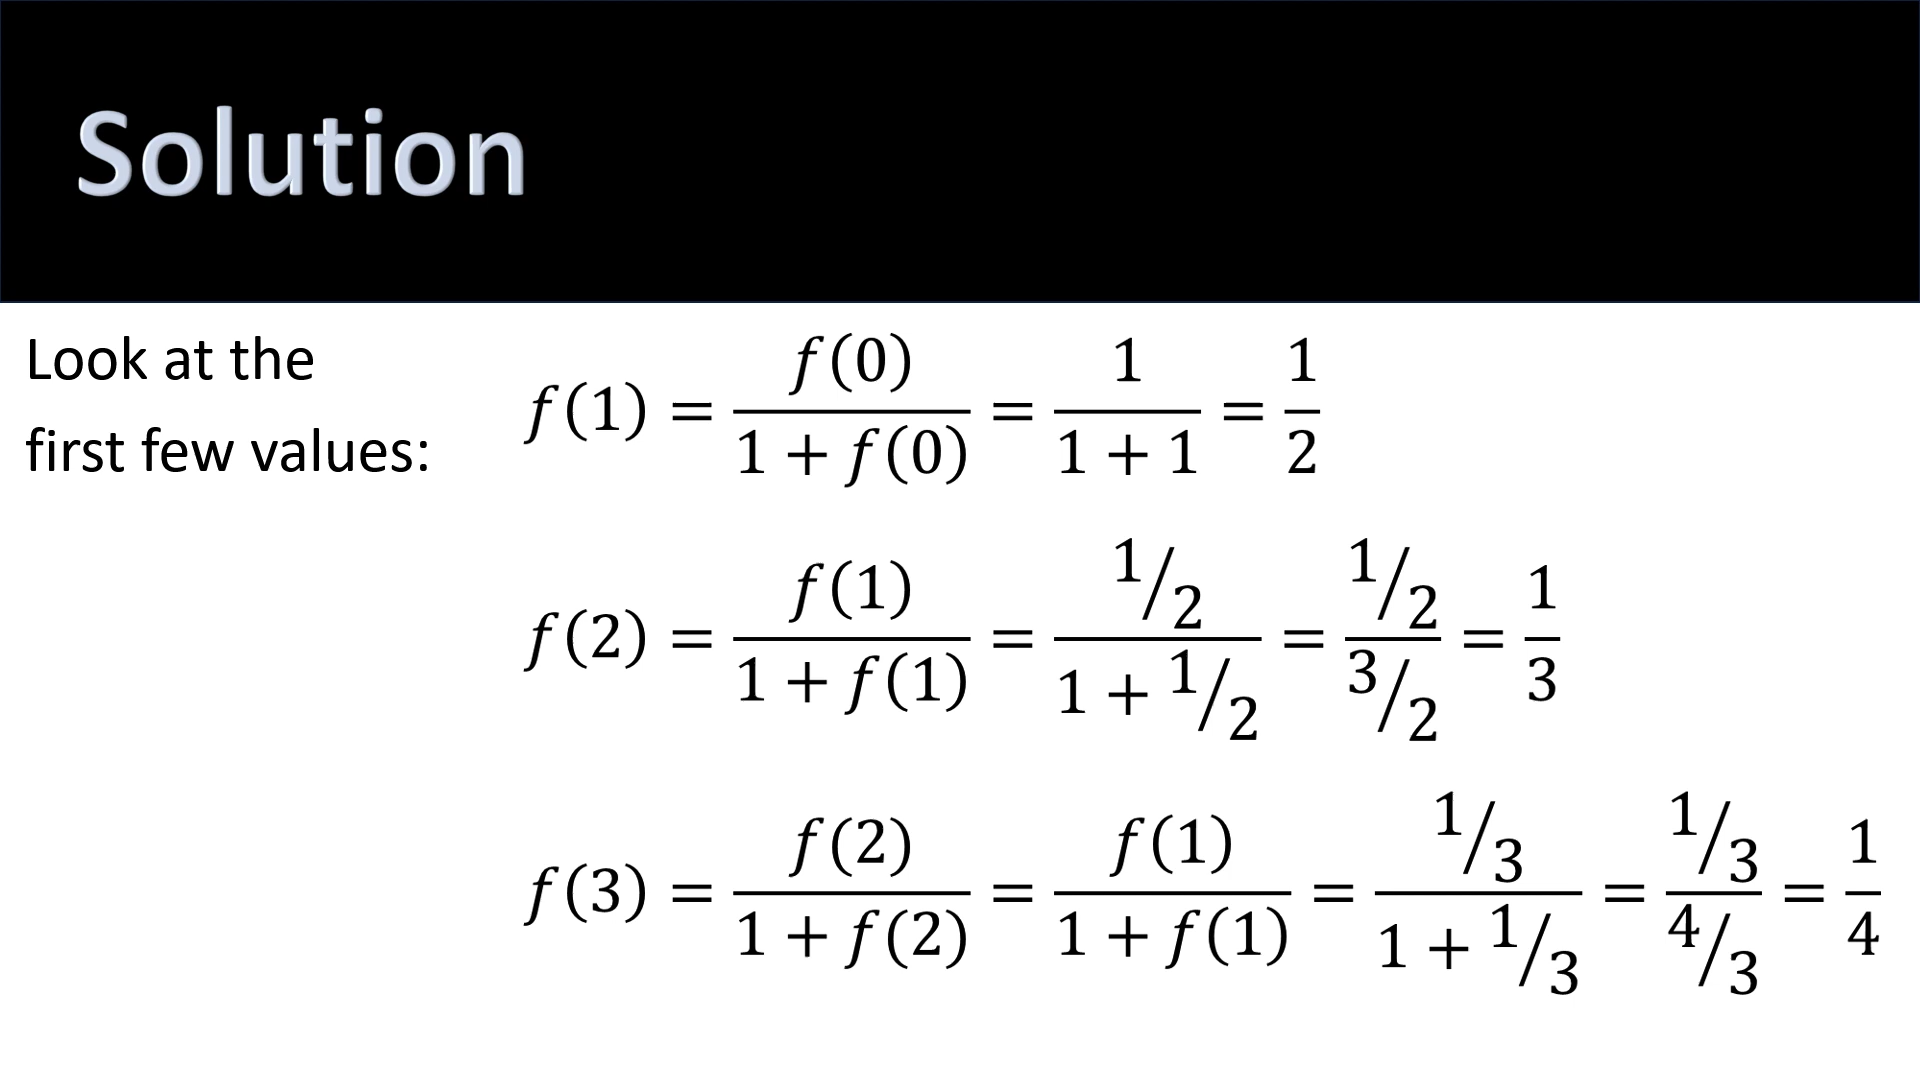 Solution
Look at the
first few values:
f(1) = f(0)/(1 + f(0)) = 1/(1 + 1) = 1/2
f(2) = f(1)/(1 + f(1)) = (1/2)/(1 + 1/2) = (1/2)/(3/2) = 1/3
f(3) = f(2)/(1 + f(2)) = f(1)/(1 + f(1)) = (1/3)/(1 + 1/3) = (1/3)/(4/3) = 1/4